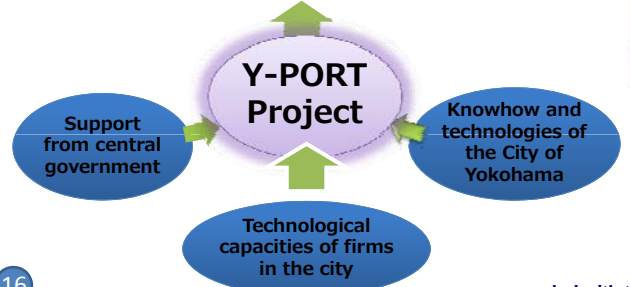 Y-PORT
Project
Support
from central
government
Knowhow and
technologies of
the City of
Yokohama
Technological
capacities of firms
in the city
16